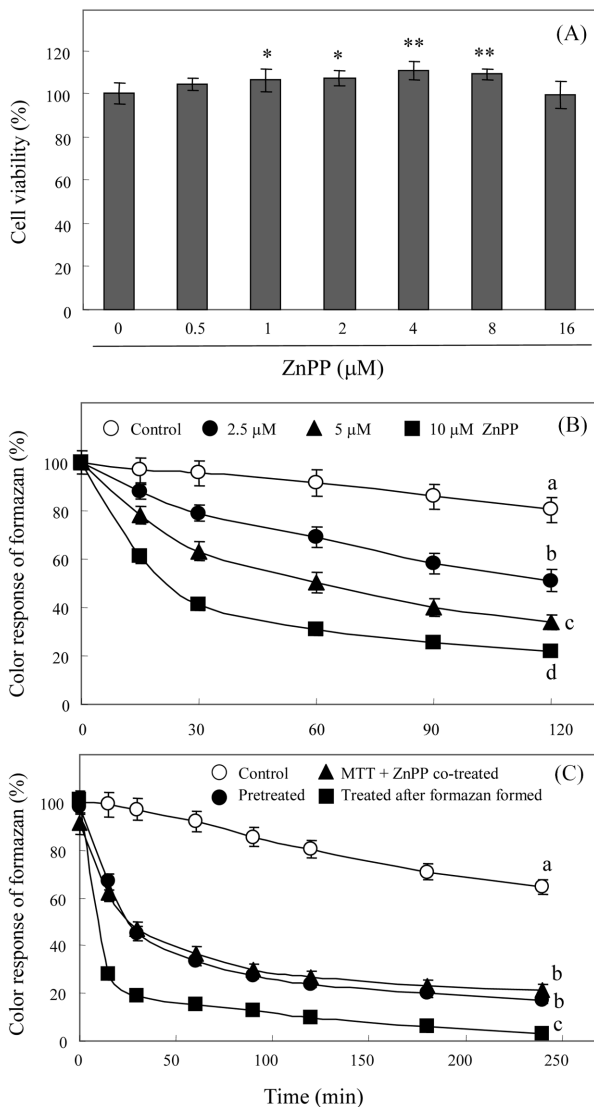 (A)
Cell viability (%)
120
100
80
60
40
20
0
* * ** **
0 0.5 1 2 4 8 16
ZnPP (µM)
(B)
Control 2.5 µM 5 µM 10 µM ZnPP
Color response of formazan (%)
100
80
60
40
20
0
a
b
c
d
0 30 60 90 120
(C)
Control MTT + ZnPP co-treated
Pretreated Treated after formazan formed
Color response of formazan (%)
100
80
60
40
20
0
a
b
b
c
0 50 100 150 200 250
Time (min)